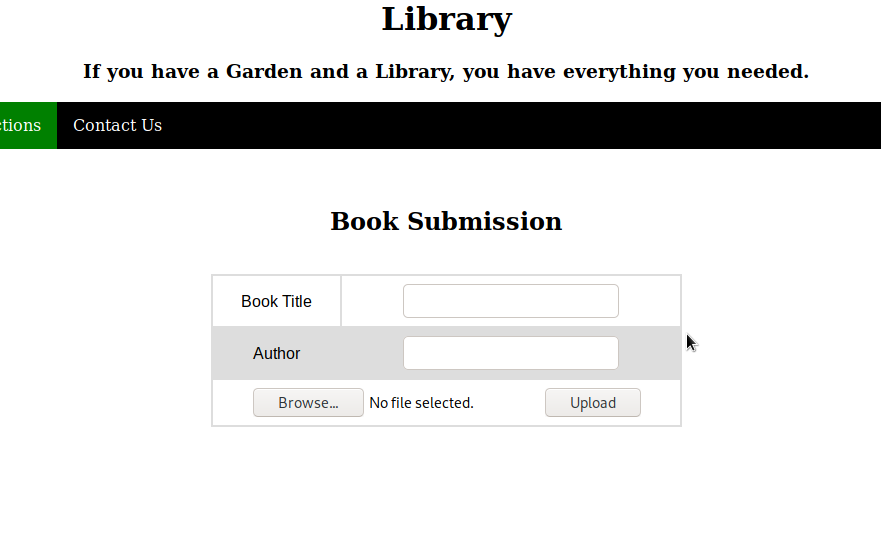 Library
If you have a Garden and a Library, you have everything you needed.
Contact Us
Book Submission
Book Title
Author
Browse... No file selected. Upload